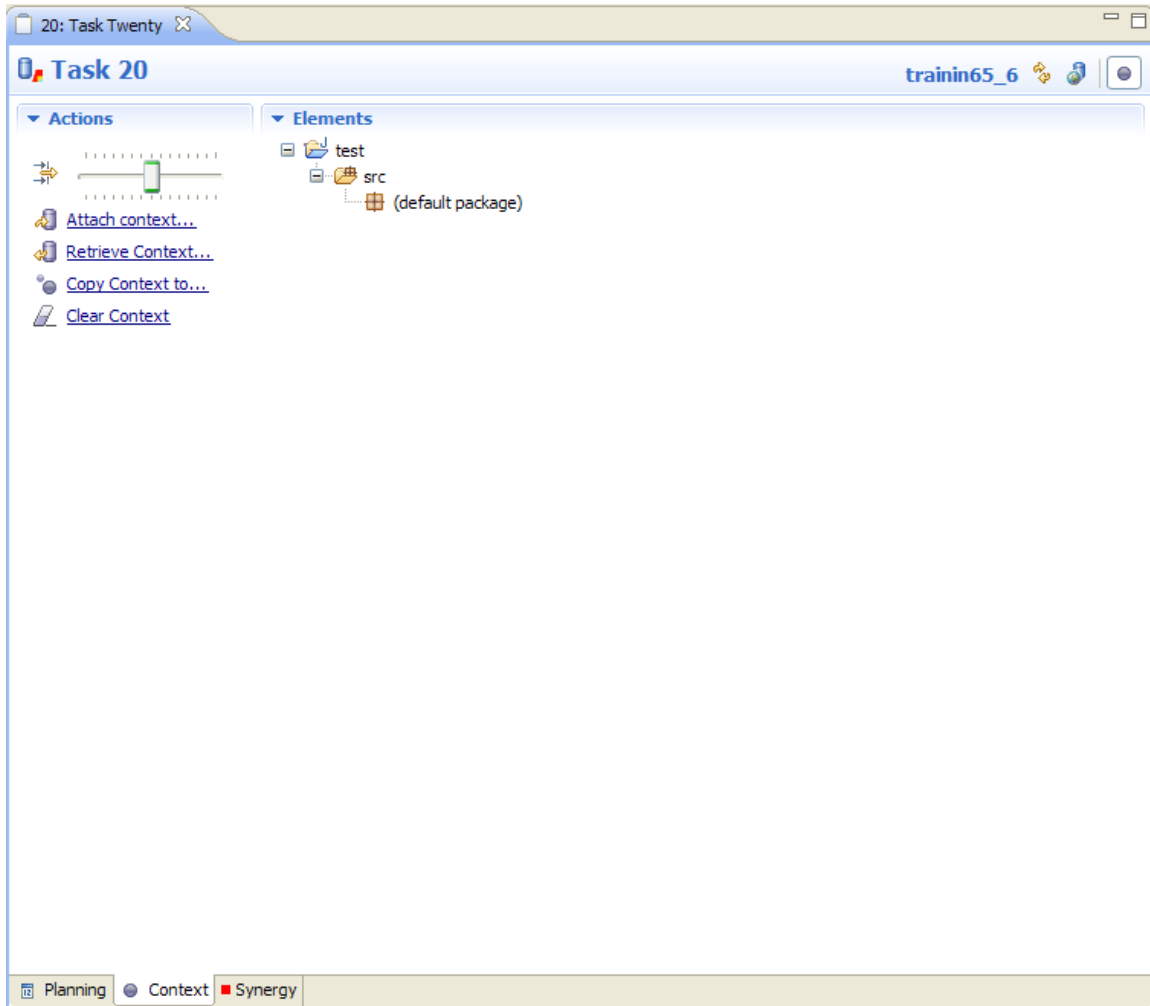 20: Task Twenty
Task 20
trainin65_6
Actions
Elements
test
src
(default package)
Attach context...
Retrieve Context...
Copy Context to...
Clear Context
Planning
Context
Synergy